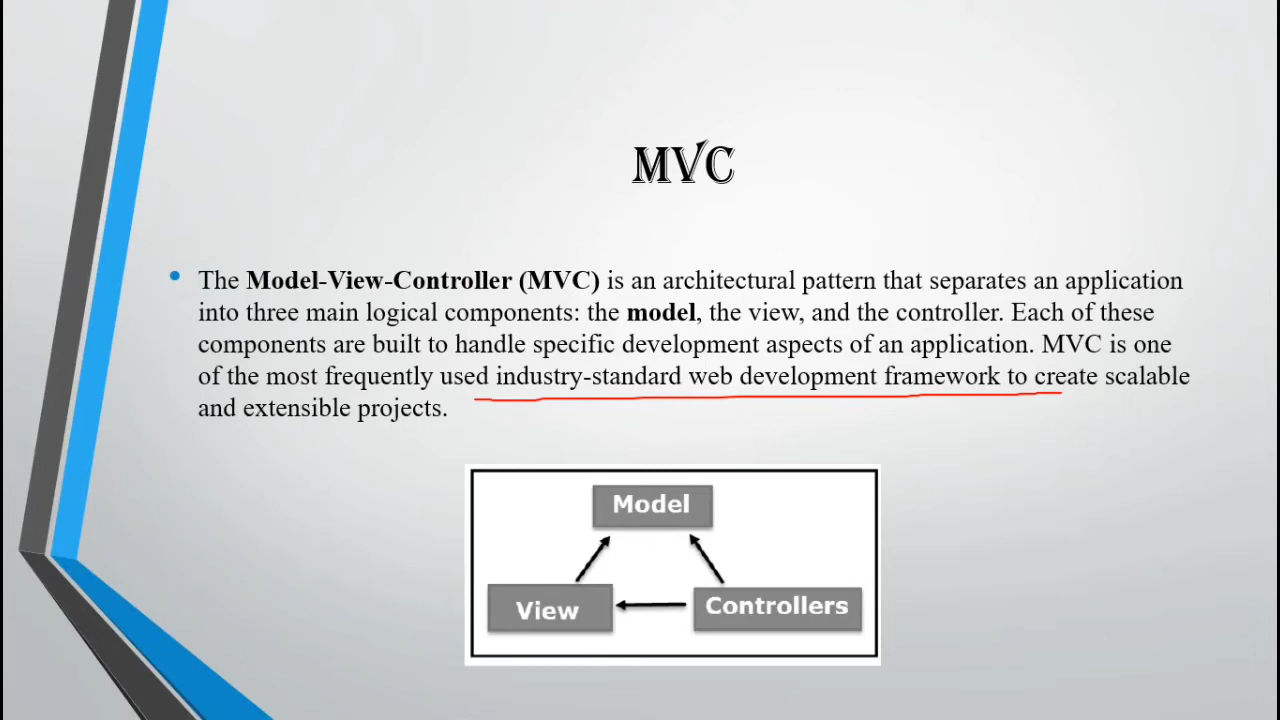 MVC
The Model-View-Controller (MVC) is an architectural pattern that separates an application
into three main logical components: the model, the view, and the controller. Each of these
components are built to handle specific development aspects of an application. MVC is one
of the most frequently used industry-standard web development framework to create scalable
and extensible projects.
Model
View
Controllers